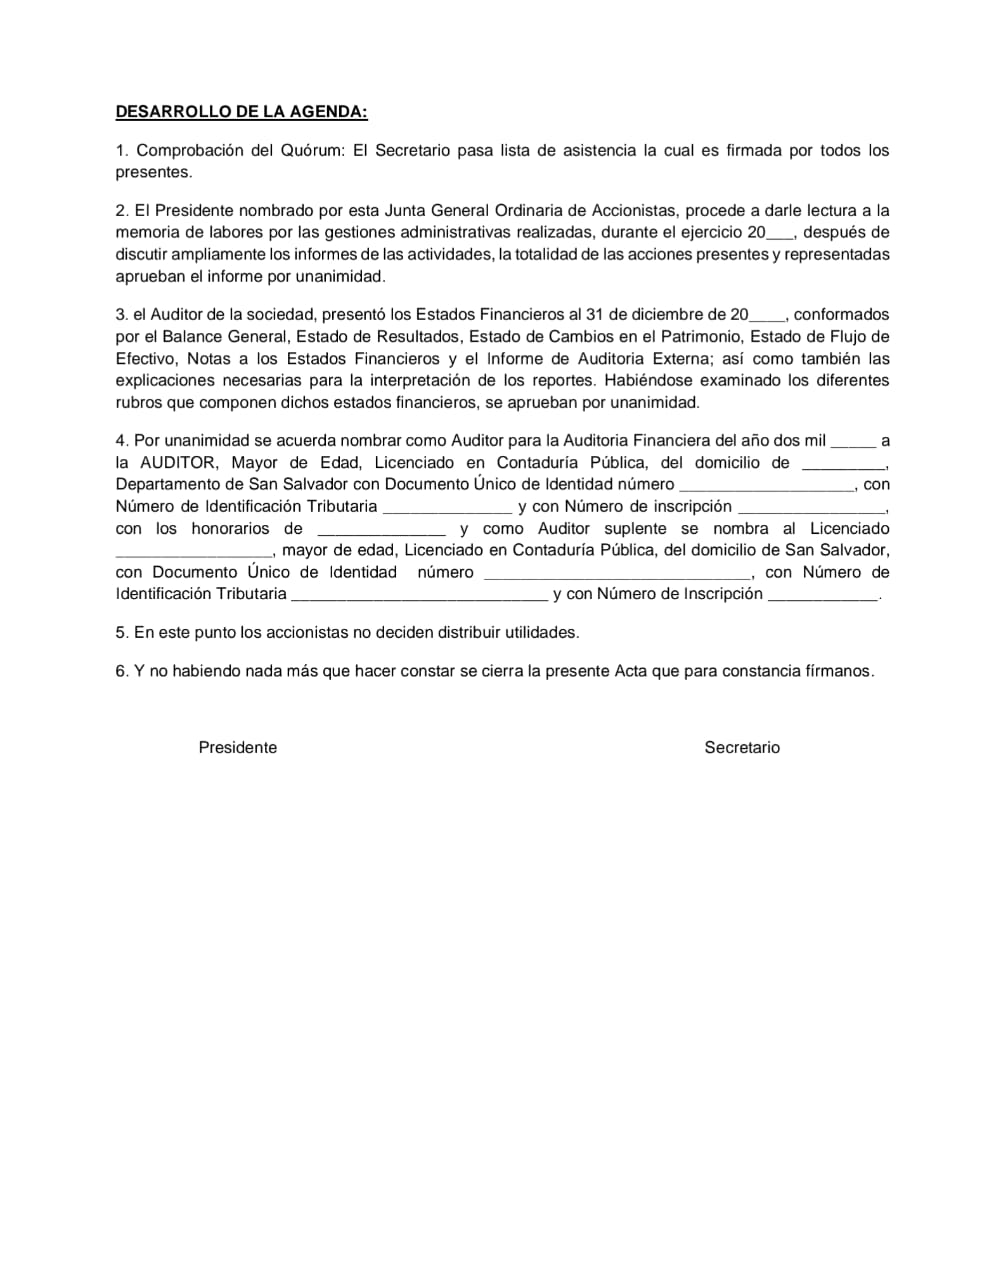 DESARROLLO DE LA AGENDA:
1. Comprobación del Quórum: El Secretario pasa lista de asistencia la cual es firmada por todos los
presentes.
2. El Presidente nombrado por esta Junta General Ordinaria de Accionistas, procede a darle lectura a la
memoria de labores por las gestiones administrativas realizadas, durante el ejercicio 20___, después de
discutir ampliamente los informes de las actividades, la totalidad de las acciones presentes y representadas
aprueban el informe por unanimidad.
3. el Auditor de la sociedad, presentó los Estados Financieros al 31 de diciembre de 20____, conformados
por el Balance General, Estado de Resultados, Estado de Cambios en el Patrimonio, Estado de Flujo de
Efectivo, Notas a los Estados Financieros y el Informe de Auditoria Externa; así como también las
explicaciones necesarias para la interpretación de los reportes. Habiéndose examinado los diferentes
rubros que componen dichos estados financieros, se aprueban por unanimidad.
4. Por unanimidad se acuerda nombrar como Auditor para la Auditoria Financiera del año dos mil _____ a
la AUDITOR, Mayor de Edad, Licenciado en Contaduría Pública, del domicilio de _________,
Departamento de San Salvador con Documento Único de Identidad número ___________________, con
Número de Identificación Tributaria ______________ y con Número de inscripción ________________,
con los honorarios de ______________ y como Auditor suplente se nombra al Licenciado
_________________, mayor de edad, Licenciado en Contaduría Pública, del domicilio de San Salvador,
con Documento Único de Identidad número _____________________________, con Número de
Identificación Tributaria ____________________________ y con Número de Inscripción ____________.
5. En este punto los accionistas no deciden distribuir utilidades.
6. Y no habiendo nada más que hacer constar se cierra la presente Acta que para constancia fírmanos.
Presidente Secretario